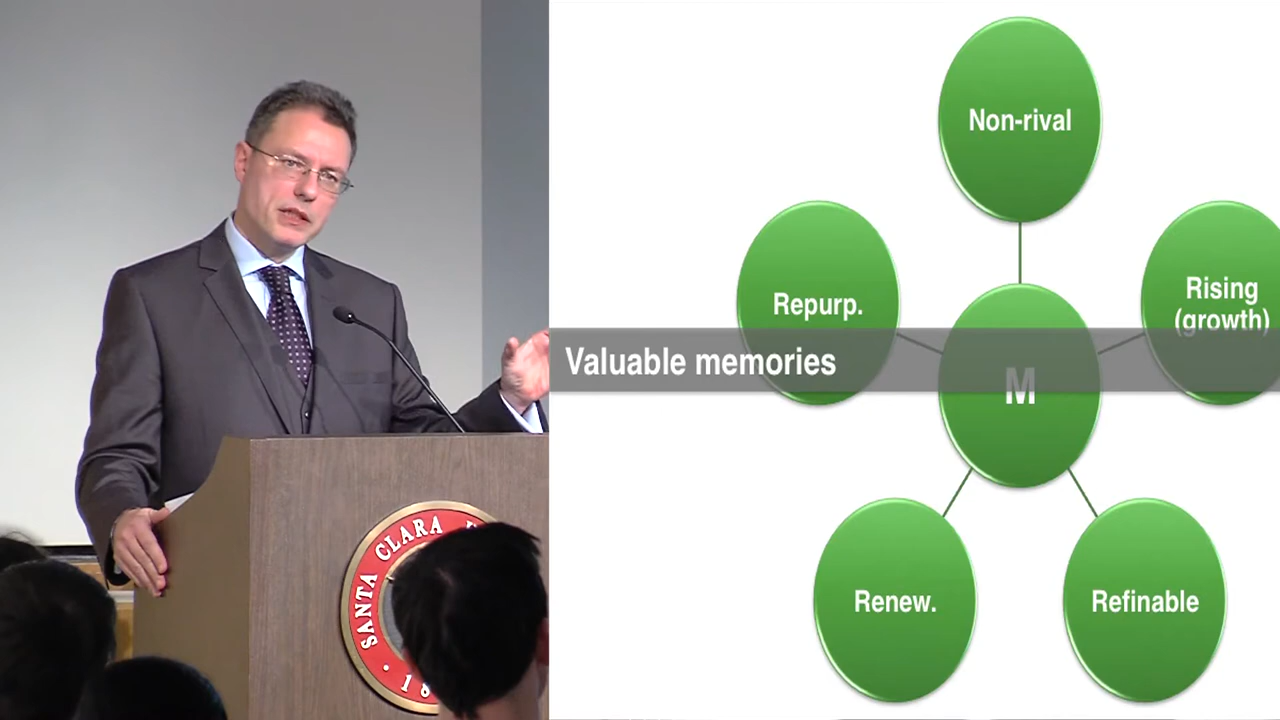 Non-rival
Repurp.
Rising
(growth)
Valuable memories
M
Renew.
Refinable
SANTA CLARA